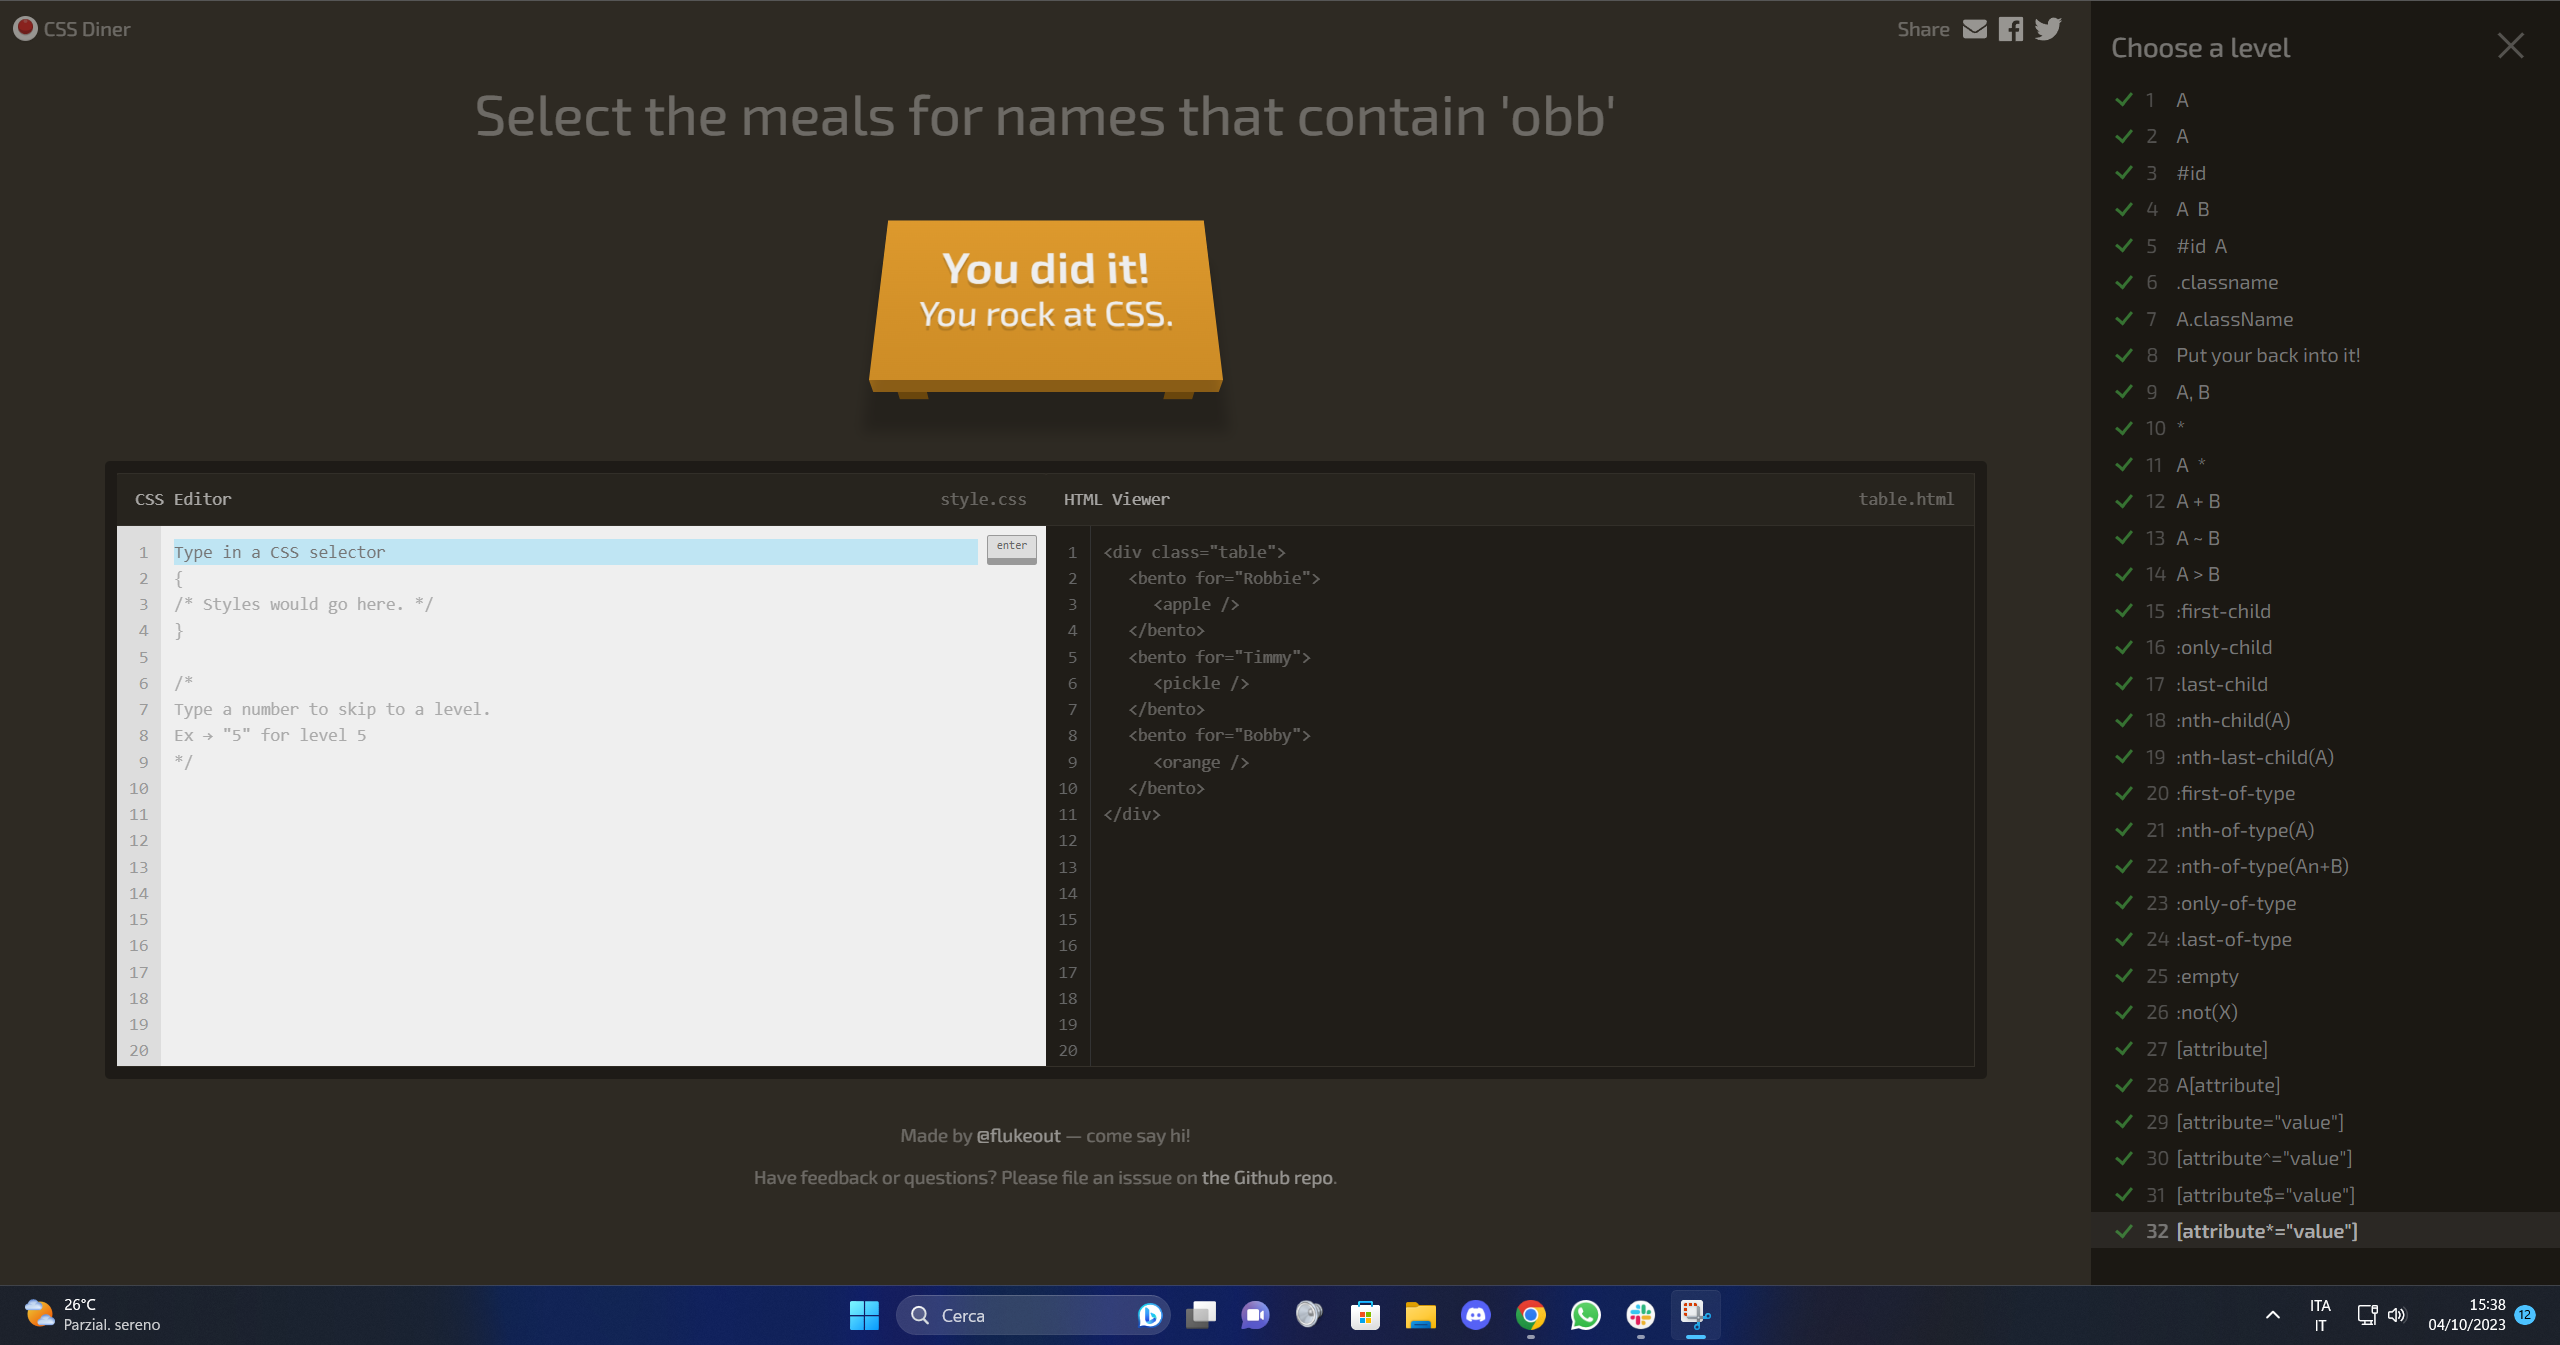 CSS Diner
Share
Select the meals for names that contain 'obb'
You did it!
You rock at CSS.
CSS Editor
style.css
1 Type in a CSS selector
enter
2 {
3 /* Styles would go here. */
4 }
5
6 /*
7 Type a number to skip to a level.
8 Ex → "5" for level 5
9 */
10
11
12
13
14
15
16
17
18
19
20
HTML Viewer
table.html
1 <div class="table">
2 <bento for="Robbie">
3 <apple />
4 </bento>
5 <bento for="Timmy">
6 <pickle />
7 </bento>
8 <bento for="Bobby">
9 <orange />
10 </bento>
11 </div>
12
13
14
15
16
17
18
19
20
Made by @flukeout — come say hi!
Have feedback or questions? Please file an isssue on the Github repo.
Choose a level
1 A
2 A
3 #id
4 A B
5 #id A
6 .classname
7 A.className
8 Put your back into it!
9 A, B
10 *
11 A *
12 A + B
13 A ~ B
14 A > B
15 :first-child
16 :only-child
17 :last-child
18 :nth-child(A)
19 :nth-last-child(A)
20 :first-of-type
21 :nth-of-type(A)
22 :nth-of-type(An+B)
23 :only-of-type
24 :last-of-type
25 :empty
26 :not(X)
27 [attribute]
28 A[attribute]
29 [attribute="value"]
30 [attribute^="value"]
31 [attribute$="value"]
32 [attribute*="value"]
26°C
Parzial. sereno
Cerca
ITA
IT
15:38
04/10/2023
12